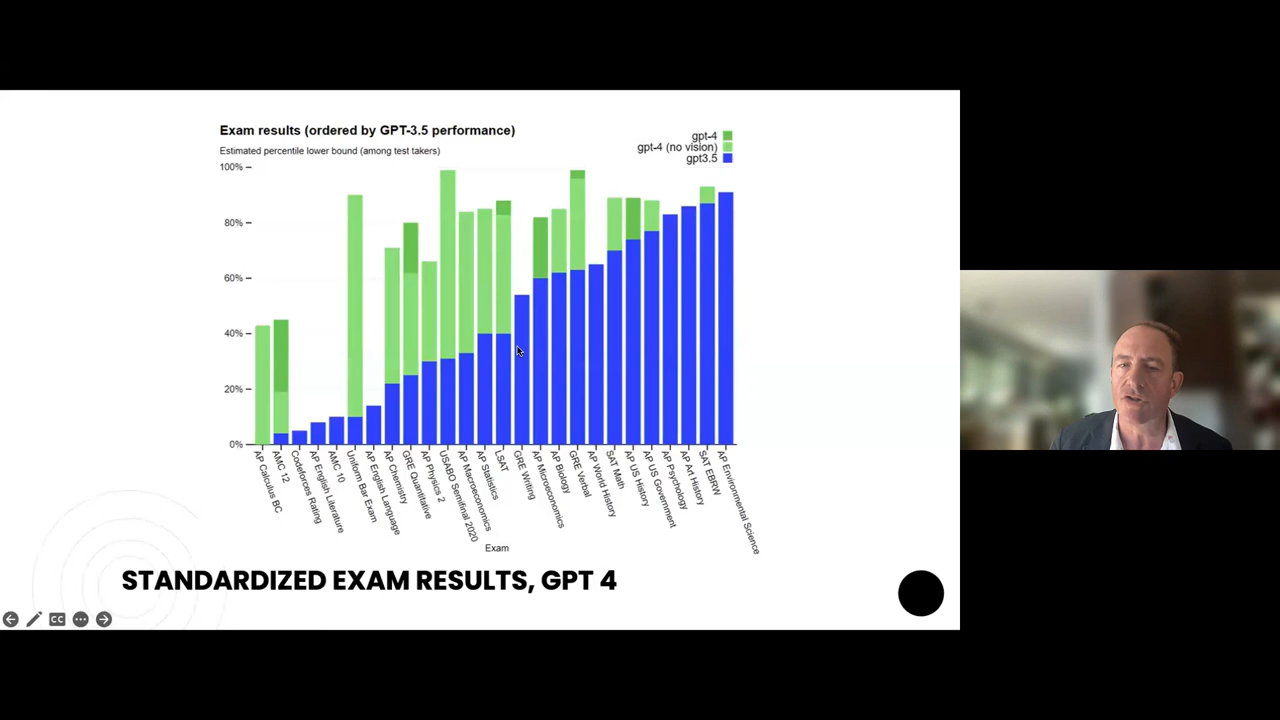 Exam results (ordered by GPT-3.5 performance)
Estimated percentile lower bound (among test takers)
gpt-4
gpt-4 (no vision)
gpt3.5
100%
80%
60%
40%
20%
0%
AP Calculus BC
AMC 12
Codeforces Rating
AP English Literature
AMC 10
Uniform Bar Exam
AP English Language
AP Chemistry
GRE Quantitative
AP Physics 2
USABO Semifinal 2020
AP Macroeconomics
AP Statistics
LSAT
GRE Writing
AP Microeconomics
AP Biology
GRE Verbal
AP World History
SAT Math
AP US History
AP US Government
AP Psychology
AP Art History
SAT EBRW
AP Environmental Science
Exam
STANDARDIZED EXAM RESULTS, GPT 4
CC